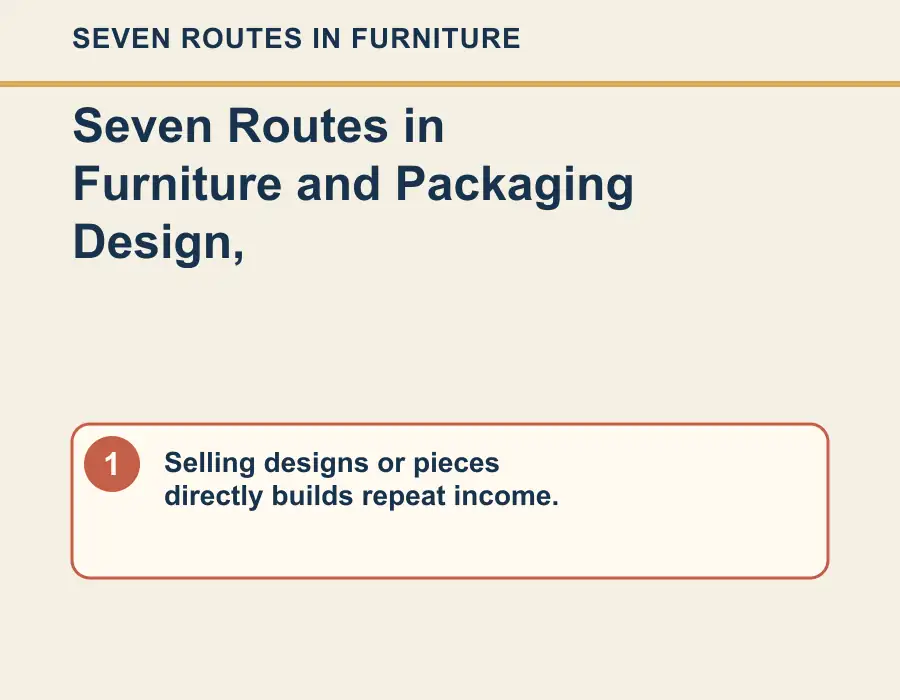 SEVEN ROUTES IN FURNITURE
Seven Routes in
Furniture and Packaging
Design,
1
Selling designs or pieces
directly builds repeat income.